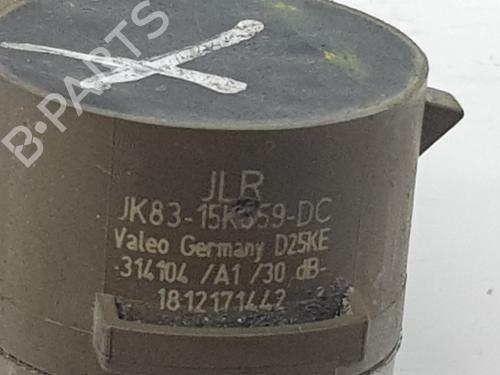 B-PARTS
JLR
JK83-15K859-DC
Valeo Germany D25KE
314104 /A1 /30 dB-
1812171442